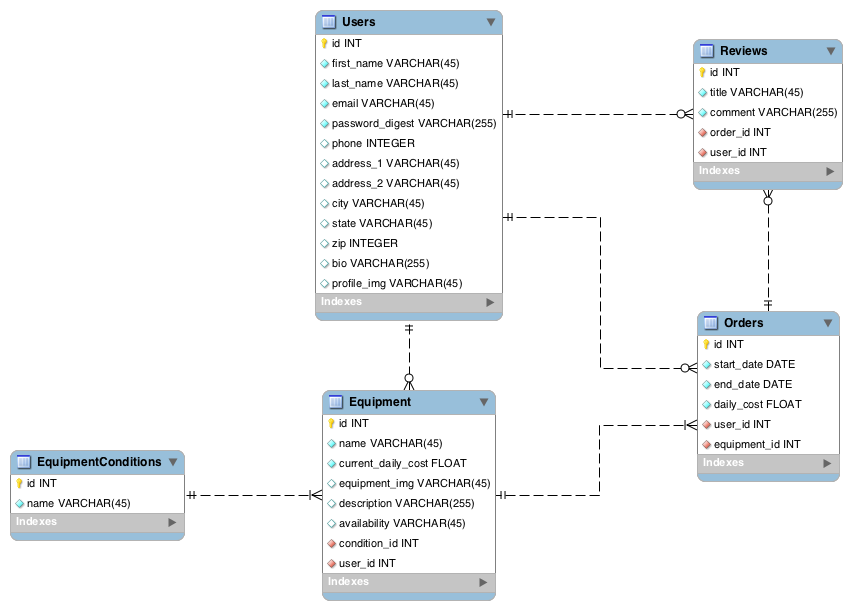 Users
id INT
first_name VARCHAR(45)
last_name VARCHAR(45)
email VARCHAR(45)
password_digest VARCHAR(255)
phone INTEGER
address_1 VARCHAR(45)
address_2 VARCHAR(45)
city VARCHAR(45)
state VARCHAR(45)
zip INTEGER
bio VARCHAR(255)
profile_img VARCHAR(45)
Indexes
Reviews
id INT
title VARCHAR(45)
comment VARCHAR(255)
order_id INT
user_id INT
Indexes
Orders
id INT
start_date DATE
end_date DATE
daily_cost FLOAT
user_id INT
equipment_id INT
Indexes
Equipment
id INT
name VARCHAR(45)
current_daily_cost FLOAT
equipment_img VARCHAR(45)
description VARCHAR(255)
availability VARCHAR(45)
condition_id INT
user_id INT
Indexes
EquipmentConditions
id INT
name VARCHAR(45)
Indexes